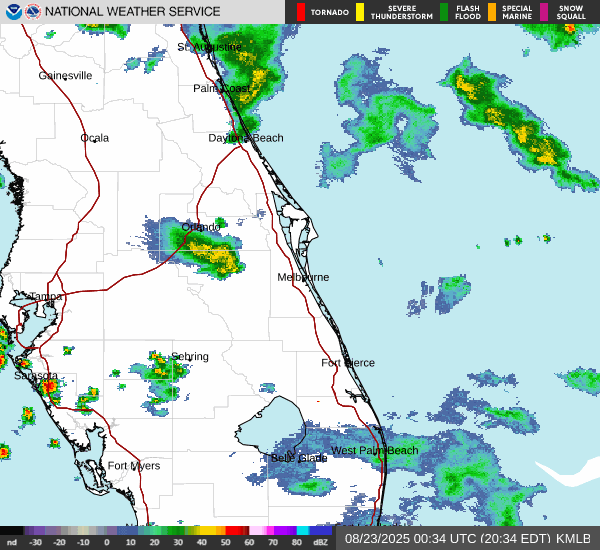 NATIONAL WEATHER SERVICE
TORNADO
SEVERE THUNDERSTORM
FLASH FLOOD
SPECIAL MARINE
SNOW SQUALL
St Augustine
Gainesville
Palm Coast
Ocala
Daytona Beach
Orlando
Melbourne
Tampa
Sebring
Fort Pierce
Sarasota
West Palm Beach
Belle Glade
Fort Myers
nd -30 -20 -10 0 10 20 30 40 50 60 70 80 dBZ
08/23/2025 00:34 UTC (20:34 EDT) KMLB